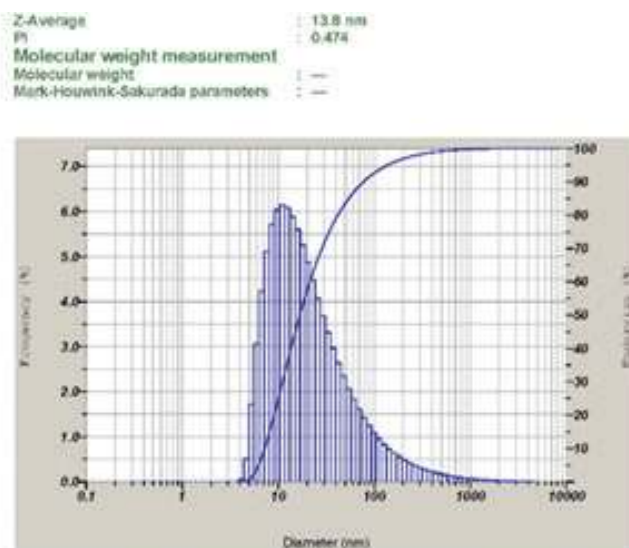 Z-Average : 13.8 nm
PI : 0.474
Molecular weight measurement
Molecular weight : —
Mark-Houwink-Sakurada parameters : —
7.0
6.0
5.0
4.0
3.0
2.0
1.0
0.0
Frequency (%)
100
90
80
70
60
50
40
30
20
10
0.1 1 10 100 1000 10000
Diameter (nm)